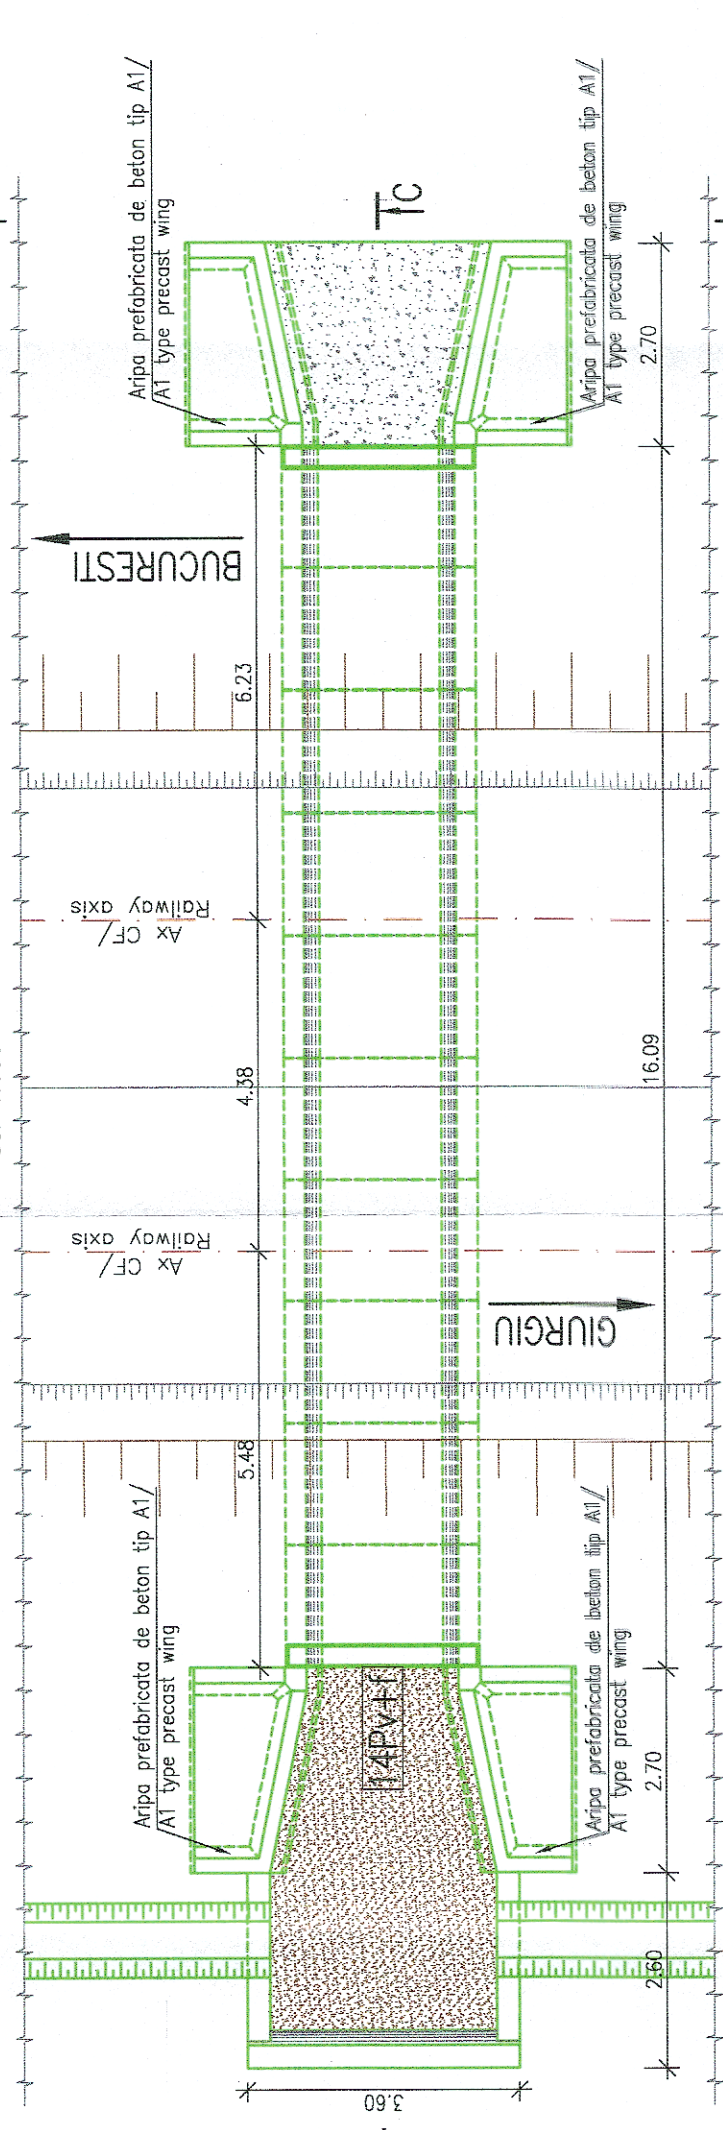 Aripa prefabricata de beton tip A1/
A1 type precast wing
Aripa prefabricata de beton tip A1/
A1 type precast wing
C
2.70
BUCURESTI
6.23
Ax CF/
Railway axis
4.38
16.09
Ax CF/
Railway axis
GIURGIU
5.48
Aripa prefabricata de beton tip A1/
A1 type precast wing
Aripa prefabricata de beton tip A1/
A1 type precast wing
14Pv+f
2.70
2.60
3.60